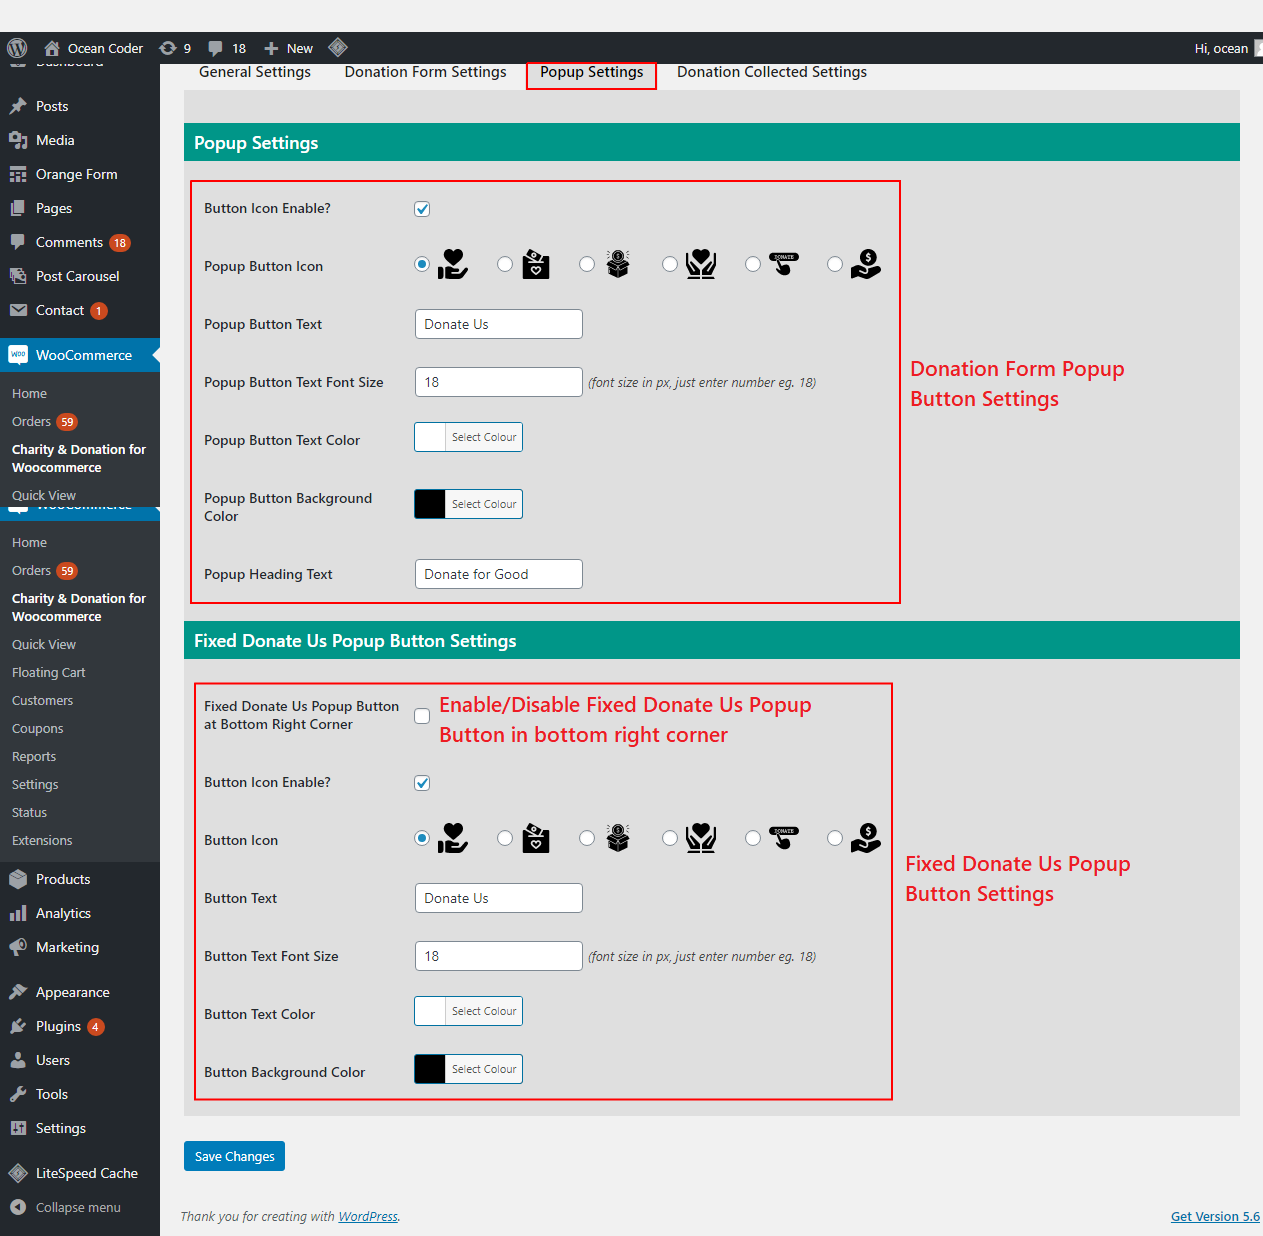 Ocean Coder
9
18
New
Hi, ocean
Dashboard
Posts
Media
Orange Form
Pages
Comments 18
Post Carousel
Contact 1
WooCommerce
Home
Orders 59
Charity & Donation for
Woocommerce
Quick View
WooCommerce
Home
Orders 59
Charity & Donation for
Woocommerce
Quick View
Floating Cart
Customers
Coupons
Reports
Settings
Status
Extensions
Products
Analytics
Marketing
Appearance
Plugins 4
Users
Tools
Settings
LiteSpeed Cache
Collapse menu
General Settings
Donation Form Settings
Popup Settings
Donation Collected Settings
Popup Settings
Button Icon Enable?
Popup Button Icon
DONATE
Popup Button Text
Donate Us
Popup Button Text Font Size
18
(font size in px, just enter number eg. 18)
Popup Button Text Color
Select Colour
Popup Button Background
Color
Select Colour
Popup Heading Text
Donate for Good
Donation Form Popup
Button Settings
Fixed Donate Us Popup Button Settings
Fixed Donate Us Popup Button
at Bottom Right Corner
Enable/Disable Fixed Donate Us Popup
Button in bottom right corner
Button Icon Enable?
Button Icon
DONATE
Button Text
Donate Us
Button Text Font Size
18
(font size in px, just enter number eg. 18)
Button Text Color
Select Colour
Button Background Color
Select Colour
Fixed Donate Us Popup
Button Settings
Save Changes
Thank you for creating with WordPress.
Get Version 5.6